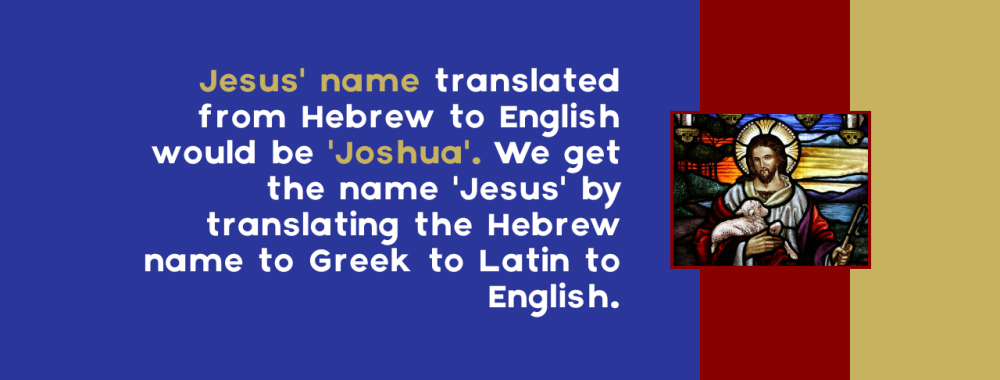 Jesus' name translated
from Hebrew to English
would be 'Joshua'. We get
the name 'Jesus' by
translating the Hebrew
name to Greek to Latin to
English.